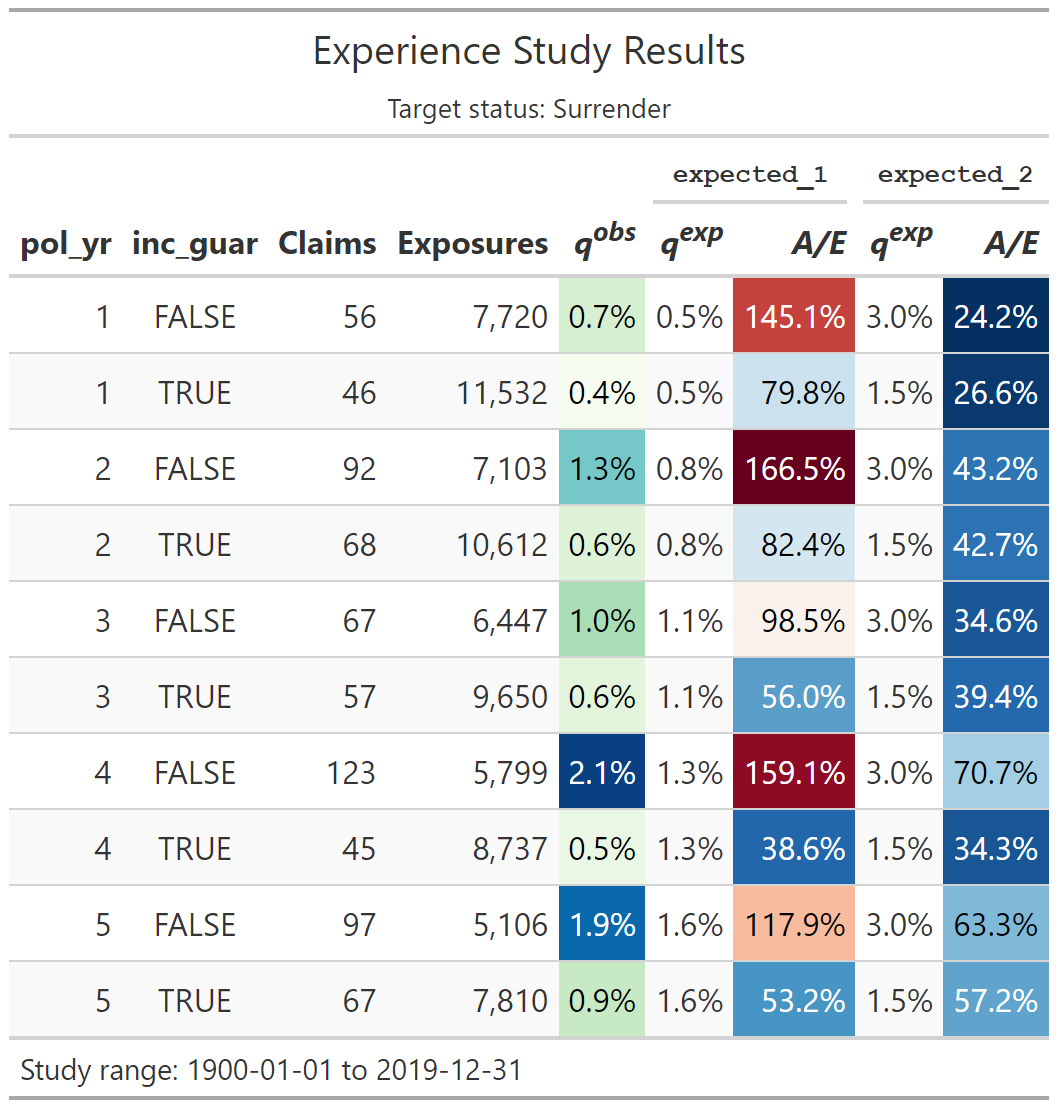 Experience Study Results
Target status: Surrender
expected_1 expected_2
pol_yr inc_guar Claims Exposures q^obs q^exp A/E q^exp A/E
1 FALSE 56 7,720 0.7% 0.5% 145.1% 3.0% 24.2%
1 TRUE 46 11,532 0.4% 0.5% 79.8% 1.5% 26.6%
2 FALSE 92 7,103 1.3% 0.8% 166.5% 3.0% 43.2%
2 TRUE 68 10,612 0.6% 0.8% 82.4% 1.5% 42.7%
3 FALSE 67 6,447 1.0% 1.1% 98.5% 3.0% 34.6%
3 TRUE 57 9,650 0.6% 1.1% 56.0% 1.5% 39.4%
4 FALSE 123 5,799 2.1% 1.3% 159.1% 3.0% 70.7%
4 TRUE 45 8,737 0.5% 1.3% 38.6% 1.5% 34.3%
5 FALSE 97 5,106 1.9% 1.6% 117.9% 3.0% 63.3%
5 TRUE 67 7,810 0.9% 1.6% 53.2% 1.5% 57.2%
Study range: 1900-01-01 to 2019-12-31